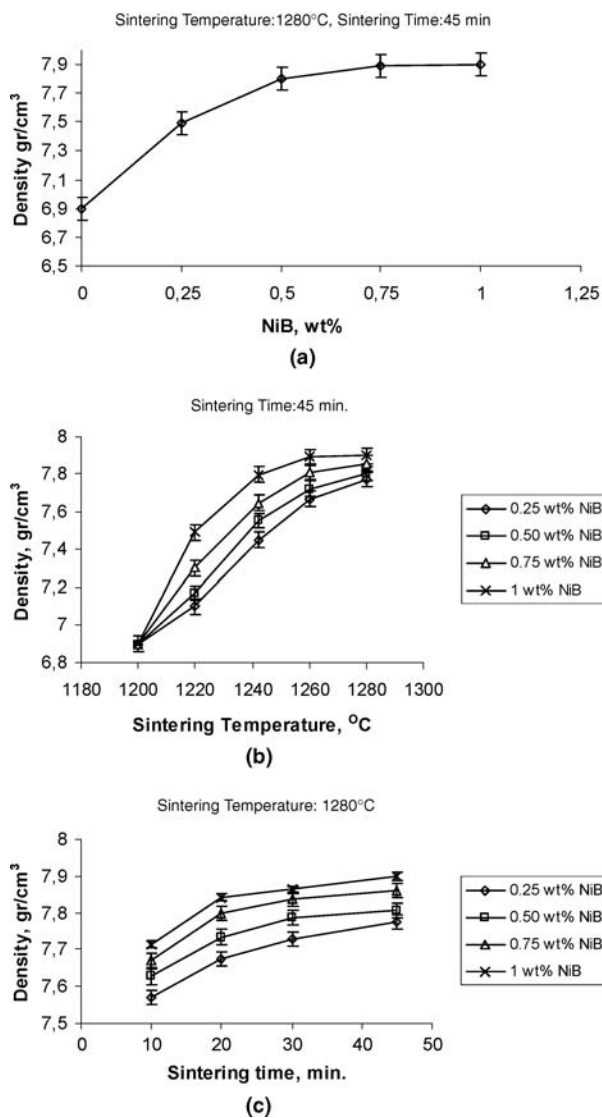 Sintering Temperature:1280°C, Sintering Time:45 min
Density gr/cm³
7,9
7,7
7,5
7,3
7,1
6,9
6,7
6,5
0 0,25 0,5 0,75 1 1,25
NiB, wt%
(a)
Sintering Time:45 min.
Density, gr/cm³
8
7,8
7,6
7,4
7,2
7
6,8
1180 1200 1220 1240 1260 1280 1300
Sintering Temperature, ᴼC
(b)
0.25 wt% NiB
0.50 wt% NiB
0.75 wt% NiB
1 wt% NiB
Sintering Temperature: 1280°C
Density, gr/cm³
8
7,9
7,8
7,7
7,6
7,5
0 10 20 30 40 50
Sintering time, min.
(c)
0.25 wt% NiB
0.50 wt% NiB
0.75 wt% NiB
1 wt% NiB